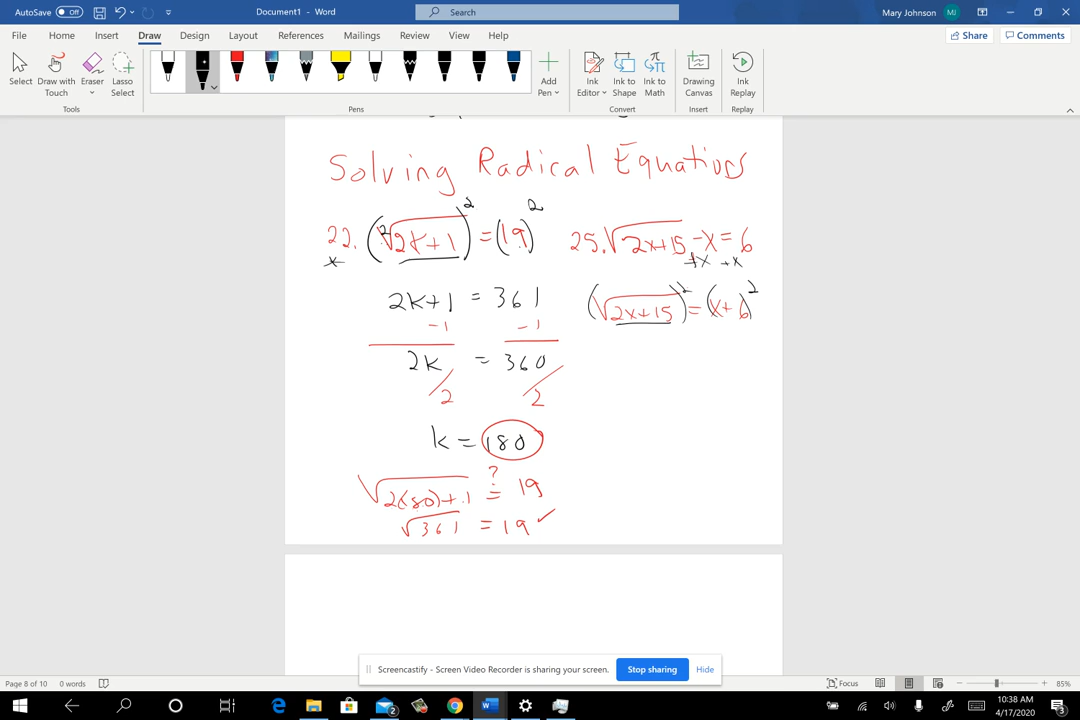 AutoSave Off Document1 - Word Search Mary Johnson MJ
File Home Insert Draw Design Layout References Mailings Review View Help Share Comments
Select Draw with Touch Eraser Lasso Select Add Pen Ink Editor Ink to Shape Ink to Math Drawing Canvas Ink Replay
Tools Pens Convert Insert Replay
Solving Radical Equations
22. (²√2k+1)² = (19)² 25. √2x+15 -x = 6
+x +x
2k+1 = 361 (√2x+15)² = (x+6)²
-1 -1
2k = 360
/2 /2
k = 180
√2(180)+1 ≟ 19
√361 = 19 ✓
Screencastify - Screen Video Recorder is sharing your screen. Stop sharing Hide
Page 8 of 10 0 words Focus 85%
10:38 AM
4/17/2020